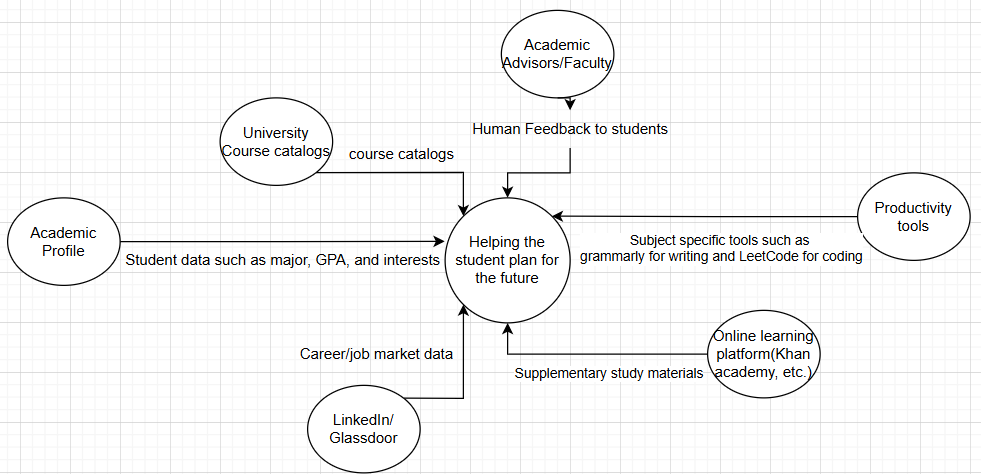 Academic
Advisors/Faculty
Human Feedback to students
University
Course catalogs
course catalogs
Academic
Profile
Student data such as major, GPA, and interests
Helping the
student plan for
the future
Productivity
tools
Subject specific tools such as
grammarly for writing and LeetCode for coding
Career/job market data
LinkedIn/
Glassdoor
Online learning
platform(Khan
academy, etc.)
Supplementary study materials